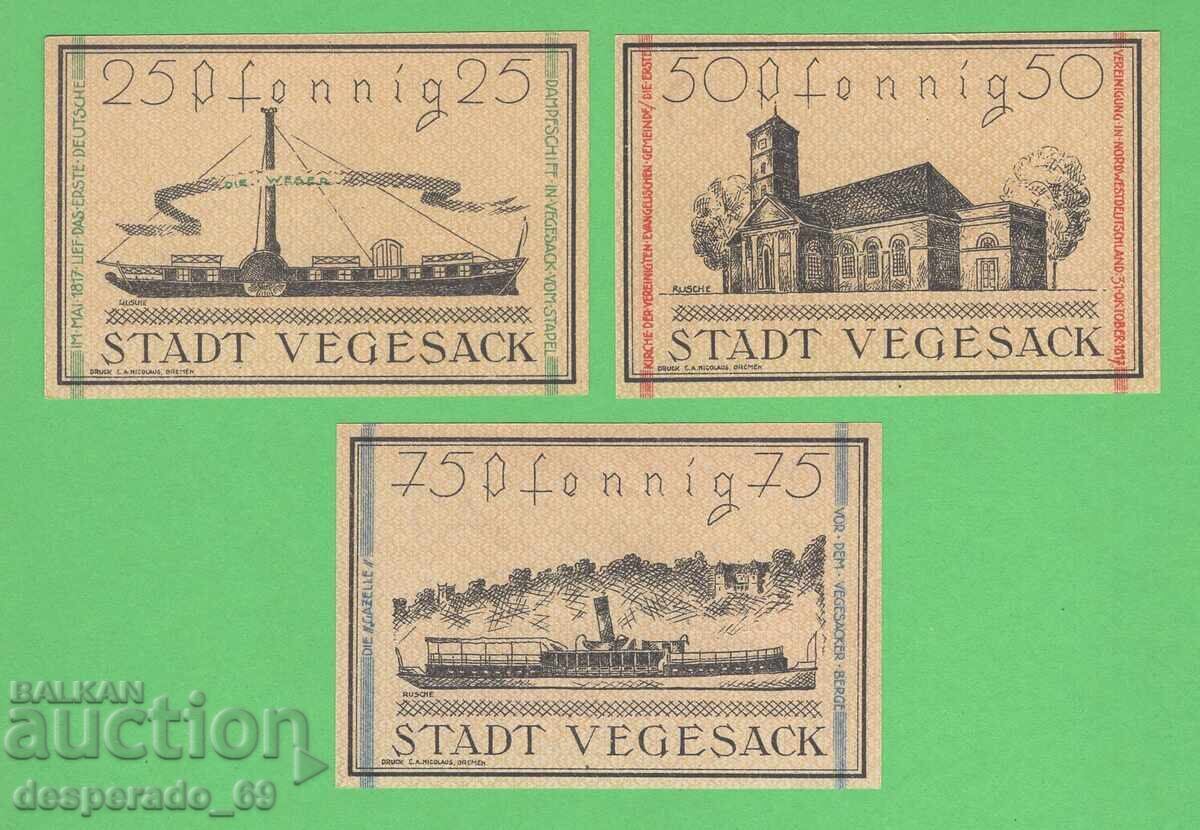 25 Pfennig 25
IM·MAI·1817·LIEF·DAS·ERSTE·DEUTSCHE
DAMPFSCHIFF·IN·VEGESACK·VOM·STAPEL
DIE WESER
RUSCHE
STADT VEGESACK
DRUCK C.A.NICOLAUS, BREMEN
50 Pfennig 50
KIRCHE·DER·VEREINIGTEN·EVANGELISCHEN·GEMEINDE/DIE·ERSTE
VEREINIGUNG·IN·NORDWESTDEUTSCHLAND·31·OKTOBER·1817
RUSCHE
STADT VEGESACK
DRUCK C.A.NICOLAUS, BREMEN
75 Pfennig 75
DIE "GAZELLE"
VOR·DEM·VEGESACKER·BERGE
RUSCHE
STADT VEGESACK
DRUCK C.A.NICOLAUS, BREMEN
BALKAN
auction
desperado_69